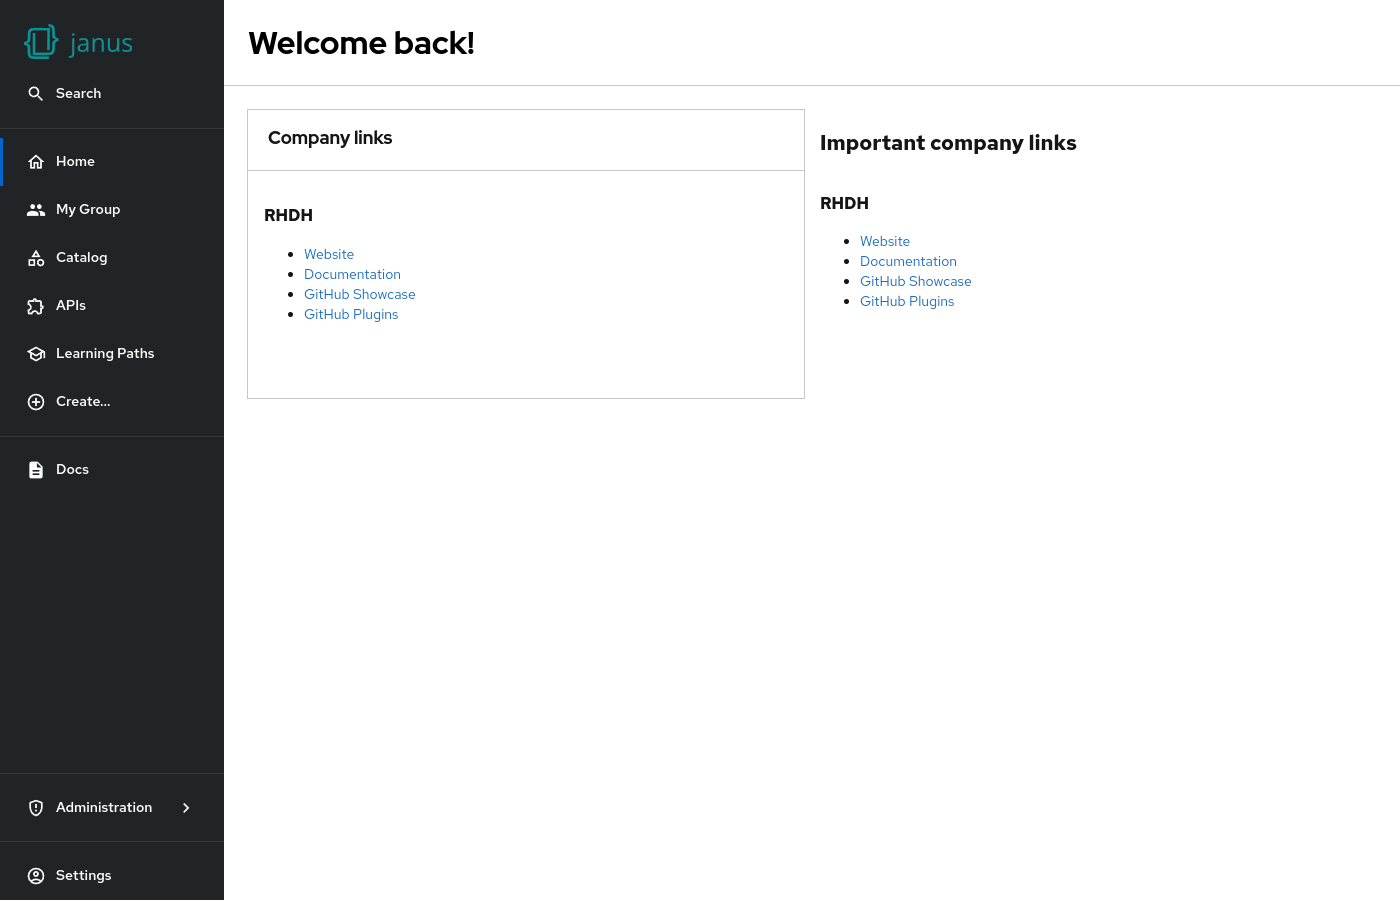 janus
Search
Home
My Group
Catalog
APIs
Learning Paths
Create...
Docs
Administration
Settings
Welcome back!
Company links
RHDH
Website
Documentation
GitHub Showcase
GitHub Plugins
Important company links
RHDH
Website
Documentation
GitHub Showcase
GitHub Plugins